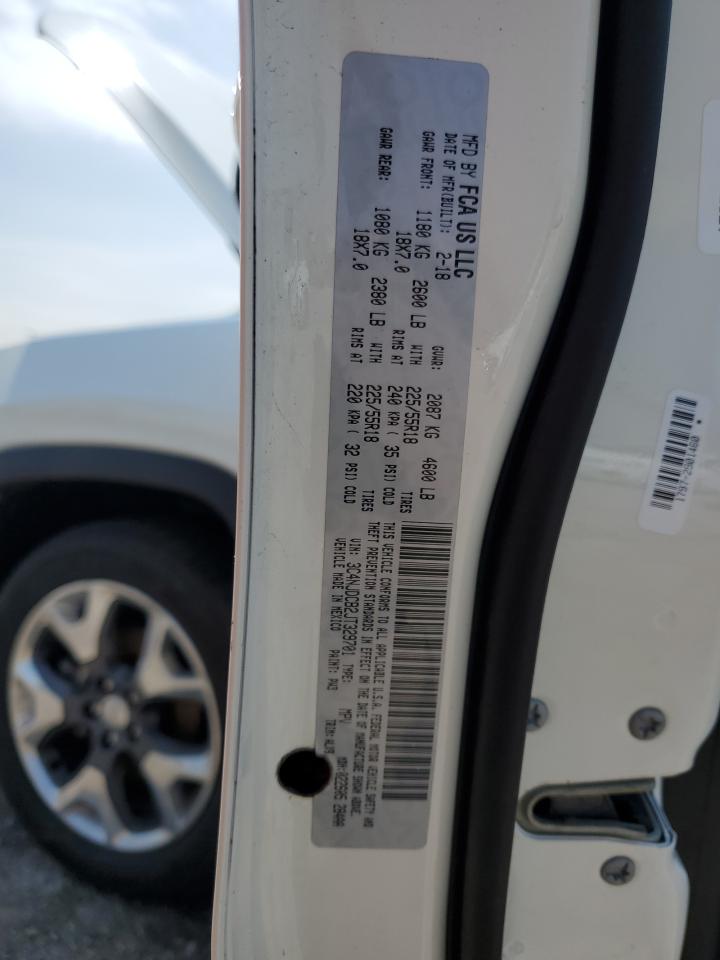 MFD BY FCA US LLC
DATE OF MFR(BUILT): 2-18 GVWR: 2087 KG 4600 LB
GAWR FRONT: 1180 KG 2600 LB WITH 225/55R18 TIRES
18X7.0 RIMS AT 240 KPA ( 35 PSI) COLD
GAWR REAR: 1080 KG 2380 LB WITH 225/55R18 TIRES
18X7.0 RIMS AT 220 KPA ( 32 PSI) COLD
THIS VEHICLE CONFORMS TO ALL APPLICABLE U.S.A. FEDERAL MOTOR VEHICLE SAFETY AND
THEFT PREVENTION STANDARDS IN EFFECT ON THE DATE OF MANUFACTURE SHOWN ABOVE.
VIN: 3C4NJDCB2JT329701 TYPE: MPV
VEHICLE MADE IN MEXICO PAINT: PW3